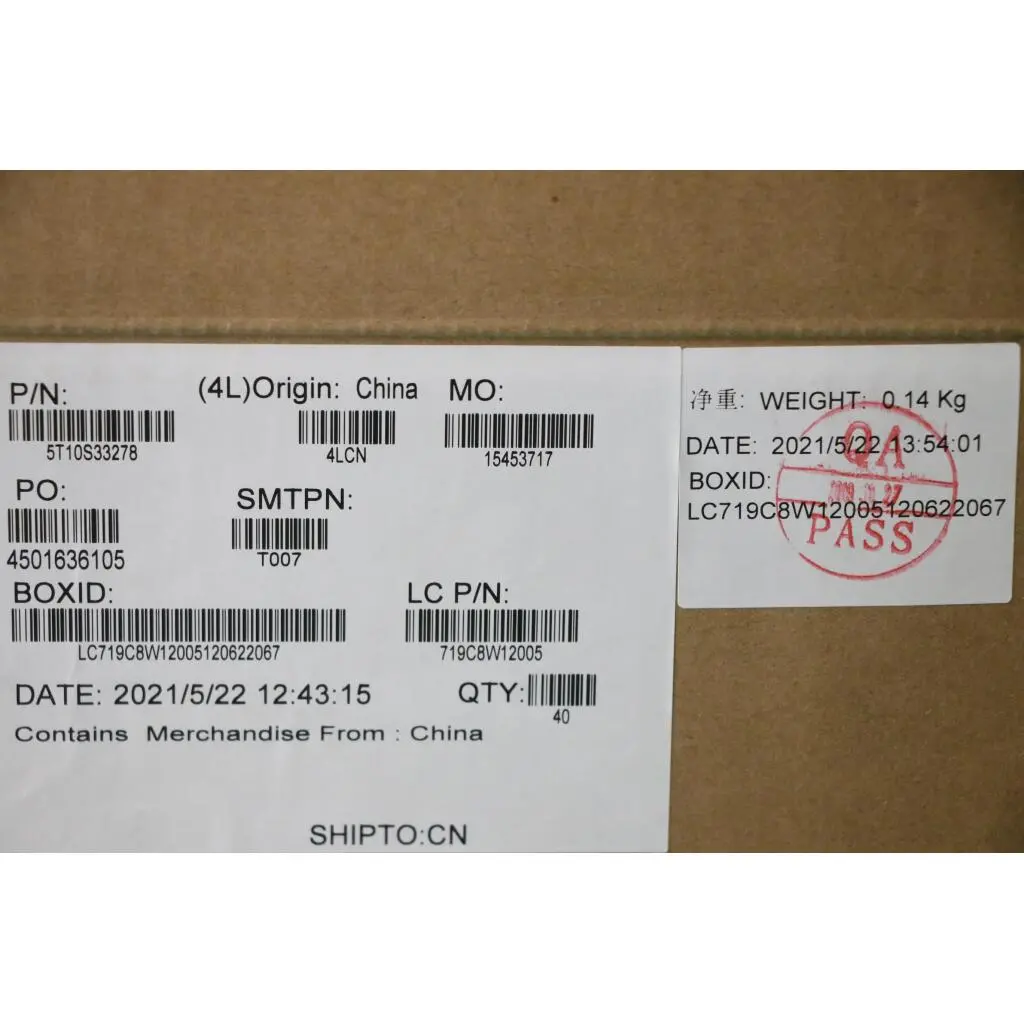 P/N:
5T10S33278
(4L)Origin: China
4LCN
MO:
15453717
PO:
4501636105
SMTPN:
T007
BOXID:
LC719C8W12005120622067
LC P/N:
719C8W12005
DATE: 2021/5/22 12:43:15
QTY:
40
Contains Merchandise From : China
SHIPTO:CN
净重: WEIGHT: 0.14 Kg
DATE: 2021/5/22 13:54:01
BOXID:
LC719C8W12005120622067
QA
PASS